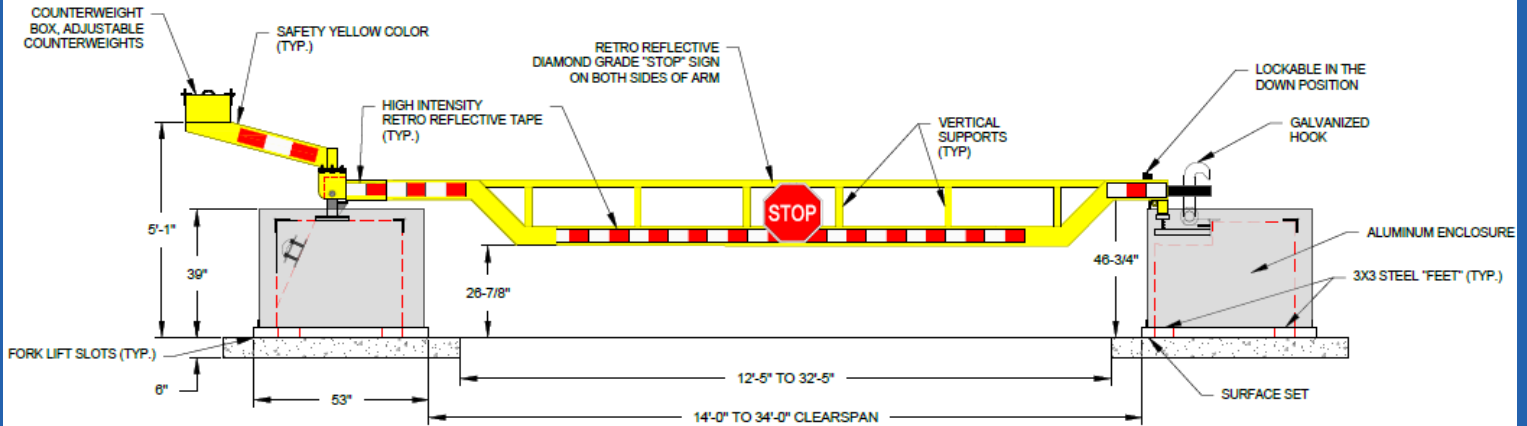 COUNTERWEIGHT
BOX, ADJUSTABLE
COUNTERWEIGHTS
SAFETY YELLOW COLOR
(TYP.)
RETRO REFLECTIVE
DIAMOND GRADE "STOP" SIGN
ON BOTH SIDES OF ARM
HIGH INTENSITY
RETRO REFLECTIVE TAPE
(TYP.)
VERTICAL
SUPPORTS
(TYP)
LOCKABLE IN THE
DOWN POSITION
GALVANIZED
HOOK
STOP
5'-1"
39"
26-7/8"
46-3/4"
ALUMINUM ENCLOSURE
3X3 STEEL "FEET" (TYP.)
FORK LIFT SLOTS (TYP.)
6"
53"
12'-5" TO 32'-5"
14'-0" TO 34'-0" CLEARSPAN
SURFACE SET